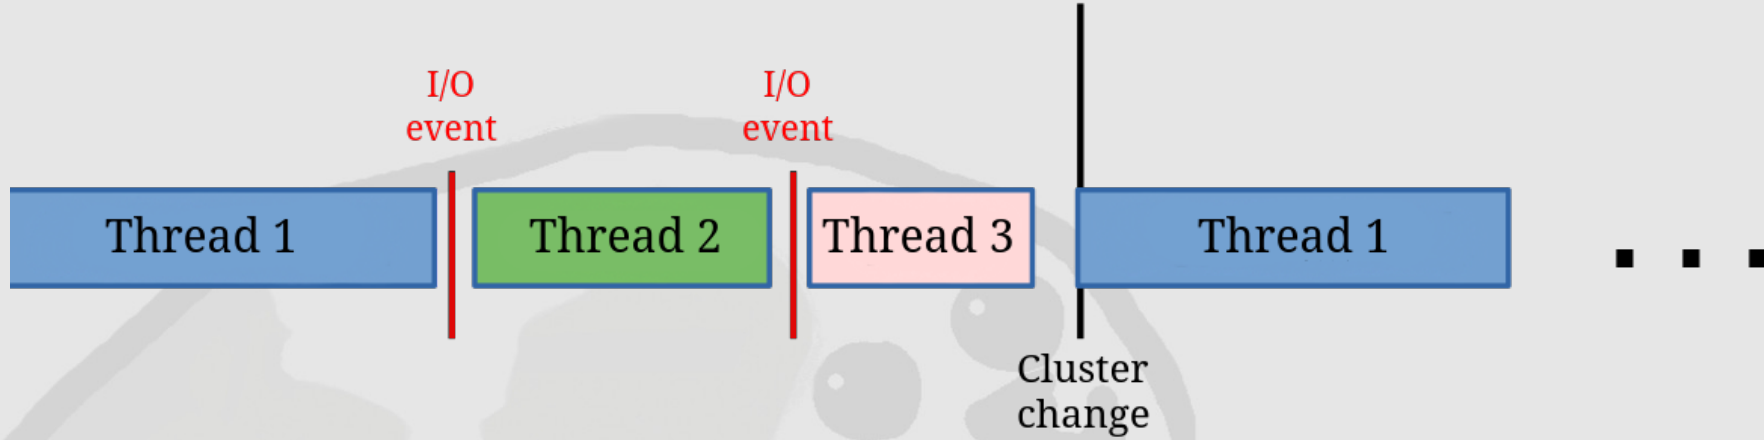 I/O
event
I/O
event
Thread 1
Thread 2
Thread 3
Thread 1
. . .
Cluster
change